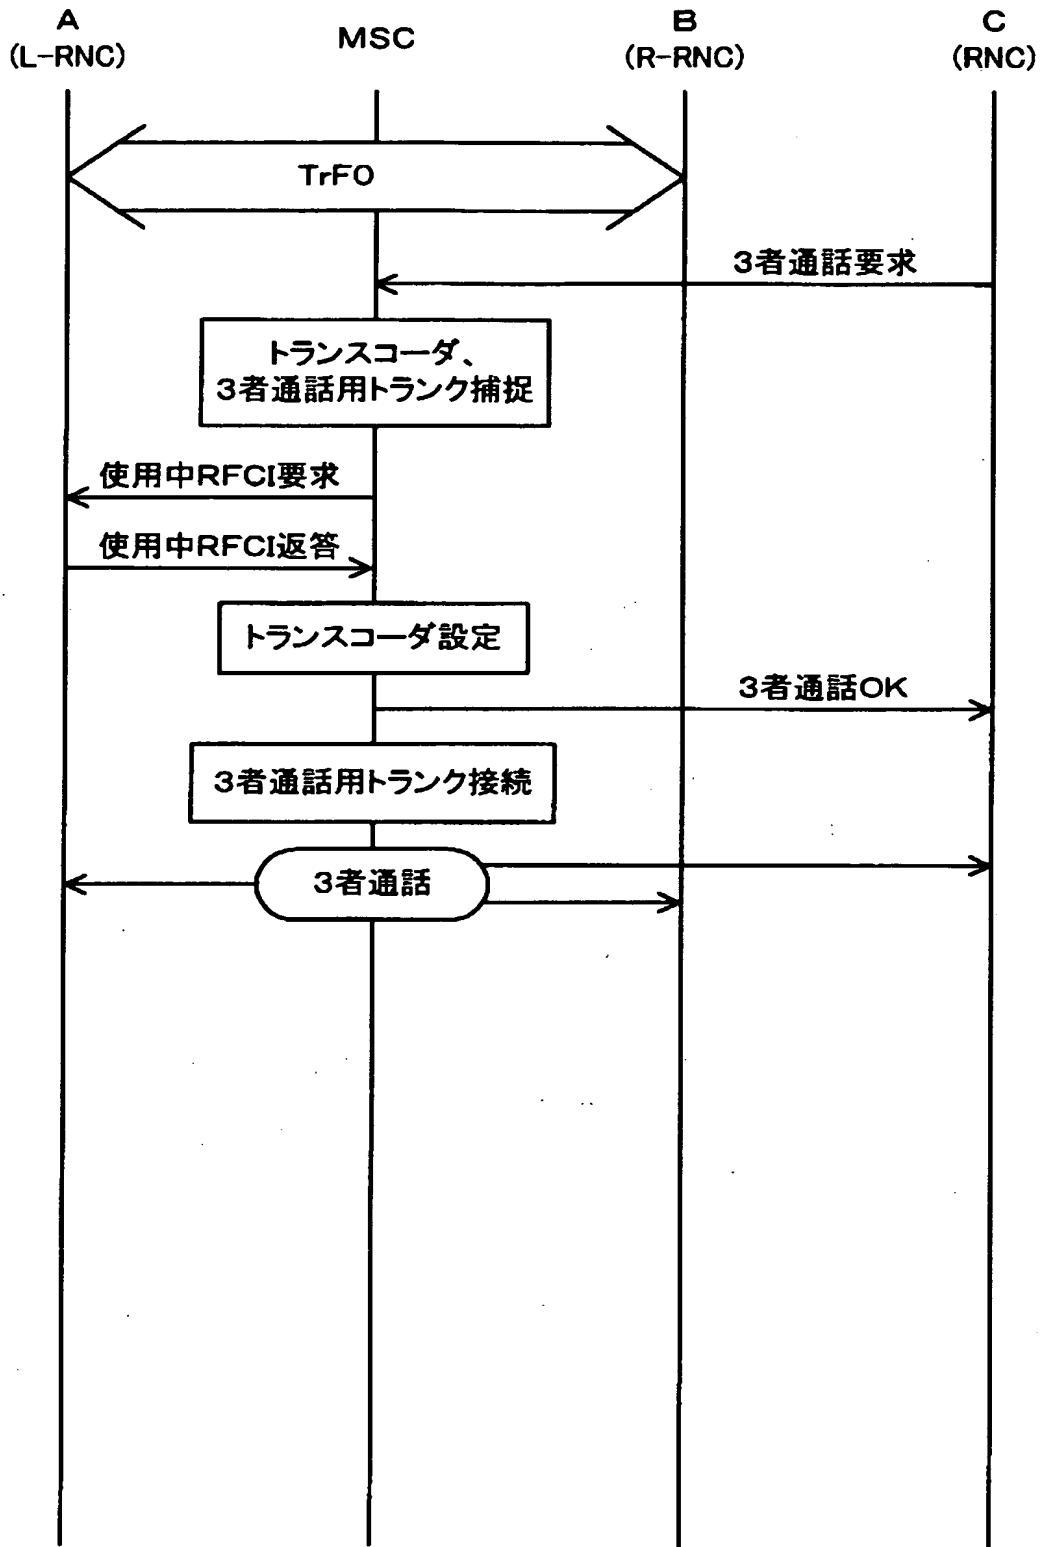 A
(L-RNC)
MSC
B
(R-RNC)
C
(RNC)
TrFO
3者通話要求
トランスコーダ、
3者通話用トランク捕捉
使用中RFCI要求
使用中RFCI返答
トランスコーダ設定
3者通話OK
3者通話用トランク接続
3者通話